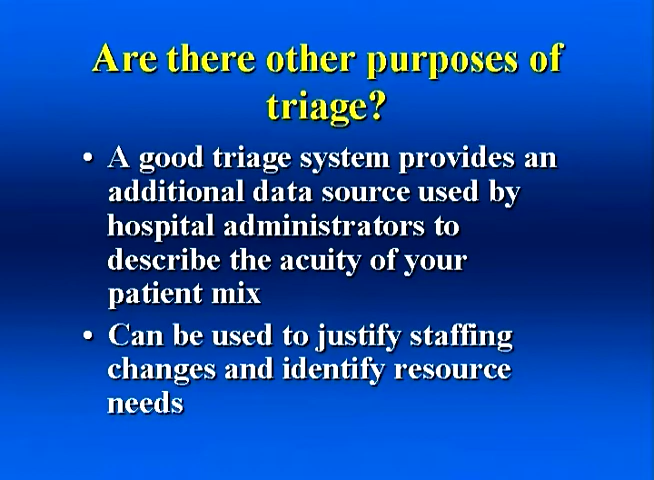 Are there other purposes of
triage?
• A good triage system provides an
additional data source used by
hospital administrators to
describe the acuity of your
patient mix
• Can be used to justify staffing
changes and identify resource
needs